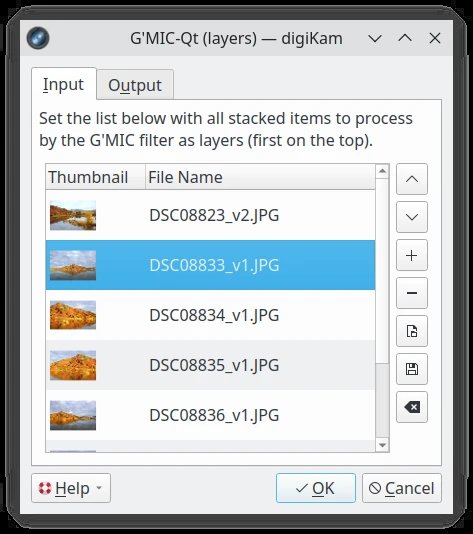 G'MIC-Qt (layers) — digiKam
Input Output
Set the list below with all stacked items to process
by the G'MIC filter as layers (first on the top).
Thumbnail File Name
DSC08823_v2.JPG
DSC08833_v1.JPG
DSC08834_v1.JPG
DSC08835_v1.JPG
DSC08836_v1.JPG
Help OK Cancel